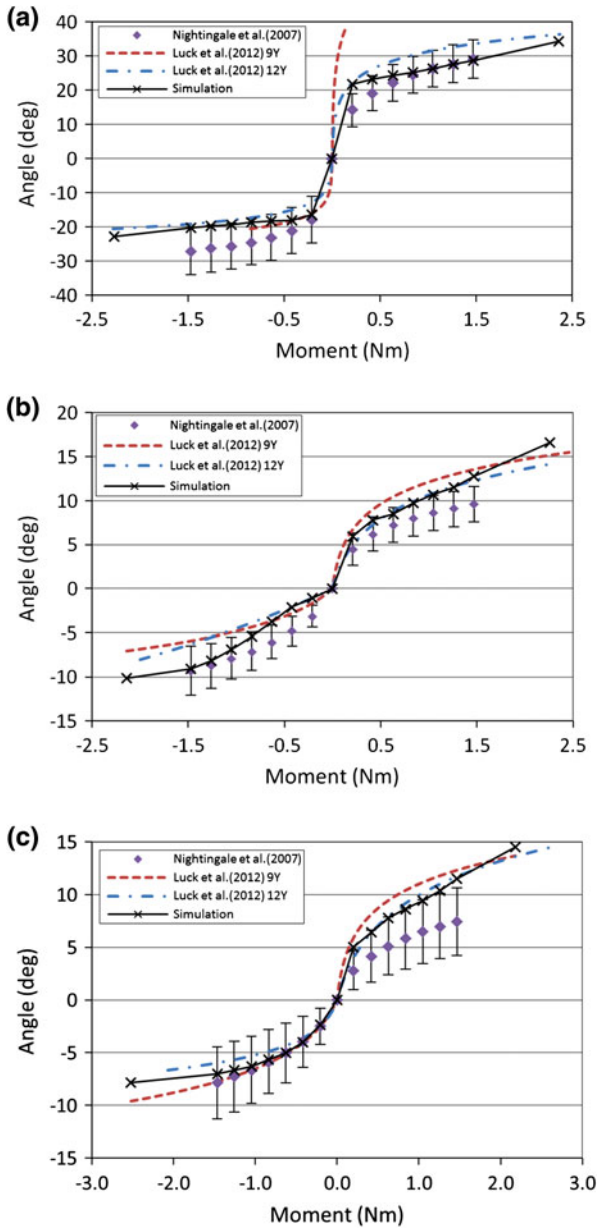 (a)
40
30
20
10
0
-10
-20
-30
-40
Angle (deg)
Nightingale et al.(2007)
Luck et al.(2012) 9Y
Luck et al.(2012) 12Y
Simulation
-2.5 -1.5 -0.5 0.5 1.5 2.5
Moment (Nm)
(b)
20
15
10
5
0
-5
-10
-15
Angle (deg)
Nightingale et al.(2007)
Luck et al.(2012) 9Y
Luck et al.(2012) 12Y
Simulation
-2.5 -1.5 -0.5 0.5 1.5 2.5
Moment (Nm)
(c)
15
10
5
0
-5
-10
-15
Angle (deg)
Nightingale et al.(2007)
Luck et al.(2012) 9Y
Luck et al.(2012) 12Y
Simulation
-3.0 -2.0 -1.0 0.0 1.0 2.0 3.0
Moment (Nm)